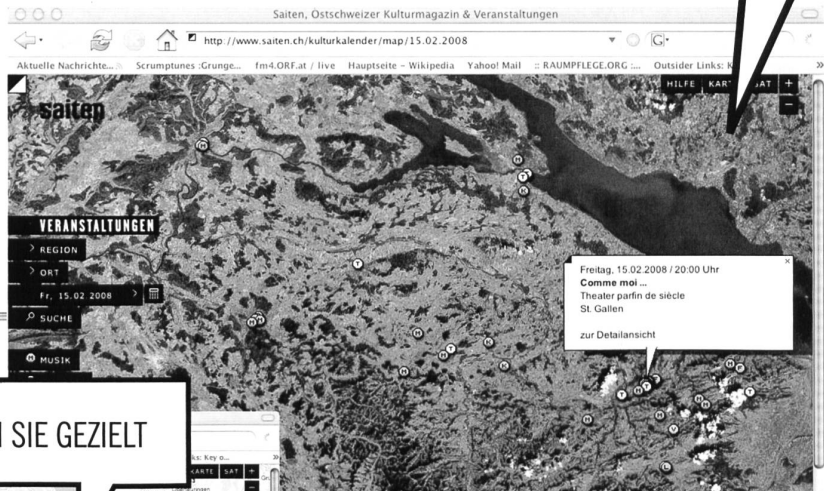 Saiten, Ostschweizer Kulturmagazin & Veranstaltungen
http://www.saiten.ch/kulturkalender/map/15.02.2008
G
Aktuelle Nachrichte... Scrumptunes :Grunge... fm4.ORF.at / live Hauptseite – Wikipedia Yahoo! Mail :: RAUMPFLEGE.ORG :... Outsider Links: »
HILFE SAT + −
saiten
VERANSTALTUNGEN
> REGION
> ORT
Fr, 15.02.2008 >
SUCHE
M MUSIK
Freitag, 15.02.2008 / 20:00 Uhr
Comme moi ...
Theater parfin de siècle
St. Gallen
zur Detailansicht
SIE GEZIELT
ks: Key o...
KARTE SAT +
−